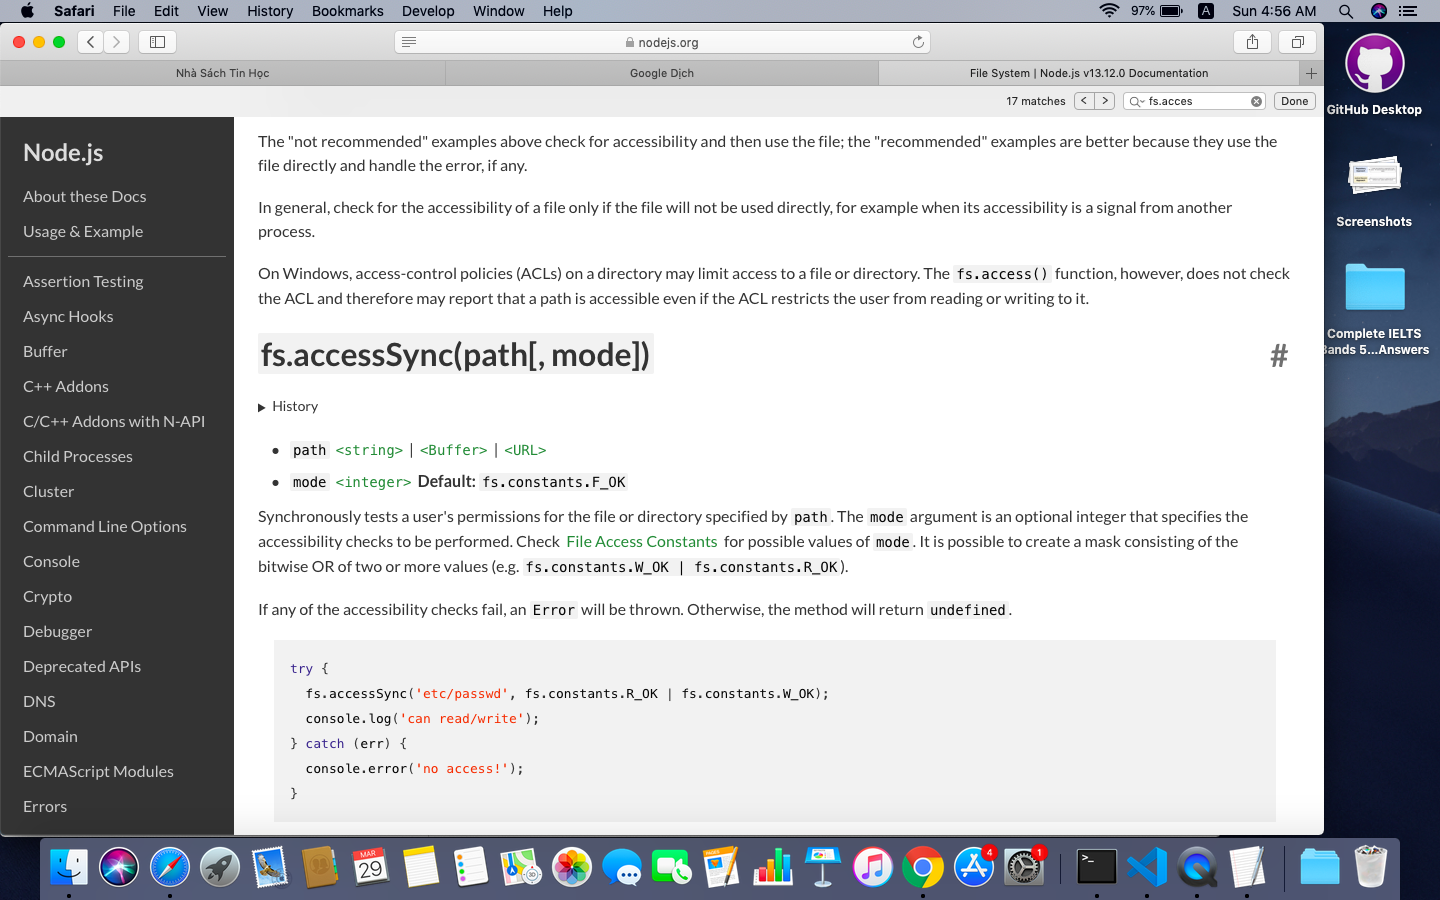 Safari File Edit View History Bookmarks Develop Window Help 97% A Sun 4:56 AM
nodejs.org
Nhà Sách Tin Học
Google Dịch
File System | Node.js v13.12.0 Documentation
17 matches
fs.acces
Done
Node.js
About these Docs
Usage & Example
Assertion Testing
Async Hooks
Buffer
C++ Addons
C/C++ Addons with N-API
Child Processes
Cluster
Command Line Options
Console
Crypto
Debugger
Deprecated APIs
DNS
Domain
ECMAScript Modules
Errors
The "not recommended" examples above check for accessibility and then use the file; the "recommended" examples are better because they use the
file directly and handle the error, if any.
In general, check for the accessibility of a file only if the file will not be used directly, for example when its accessibility is a signal from another
process.
On Windows, access-control policies (ACLs) on a directory may limit access to a file or directory. The fs.access() function, however, does not check
the ACL and therefore may report that a path is accessible even if the ACL restricts the user from reading or writing to it.
fs.accessSync(path[, mode])
#
▶ History
• path <string> | <Buffer> | <URL>
• mode <integer> Default: fs.constants.F_OK
Synchronously tests a user's permissions for the file or directory specified by path. The mode argument is an optional integer that specifies the
accessibility checks to be performed. Check File Access Constants for possible values of mode. It is possible to create a mask consisting of the
bitwise OR of two or more values (e.g. fs.constants.W_OK | fs.constants.R_OK).
If any of the accessibility checks fail, an Error will be thrown. Otherwise, the method will return undefined.
try {
  fs.accessSync('etc/passwd', fs.constants.R_OK | fs.constants.W_OK);
  console.log('can read/write');
} catch (err) {
  console.error('no access!');
}
GitHub Desktop
Screenshots
Complete IELTS
Bands 5...Answers
MAR
29
4
1
>_